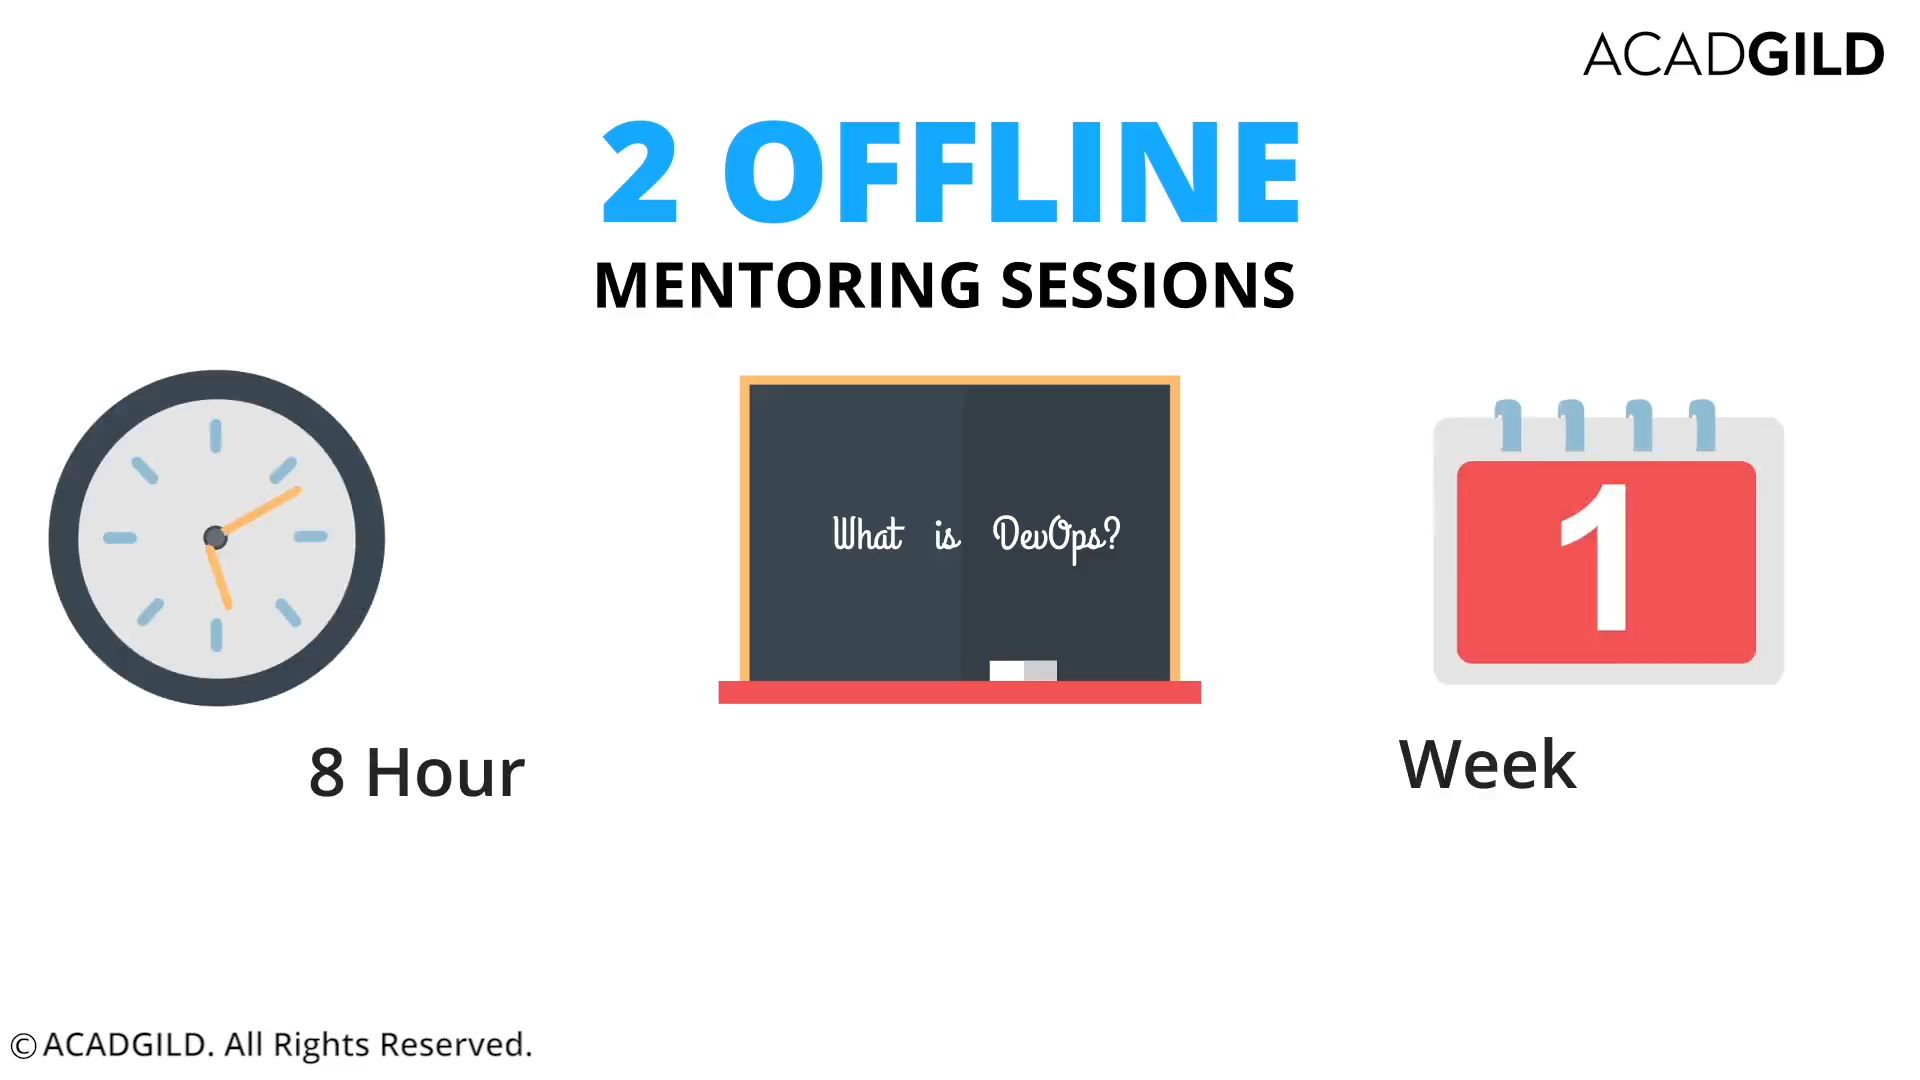 ACADGILD
2 OFFLINE
MENTORING SESSIONS
What is DevOps?
1
8 Hour
Week
© ACADGILD. All Rights Reserved.